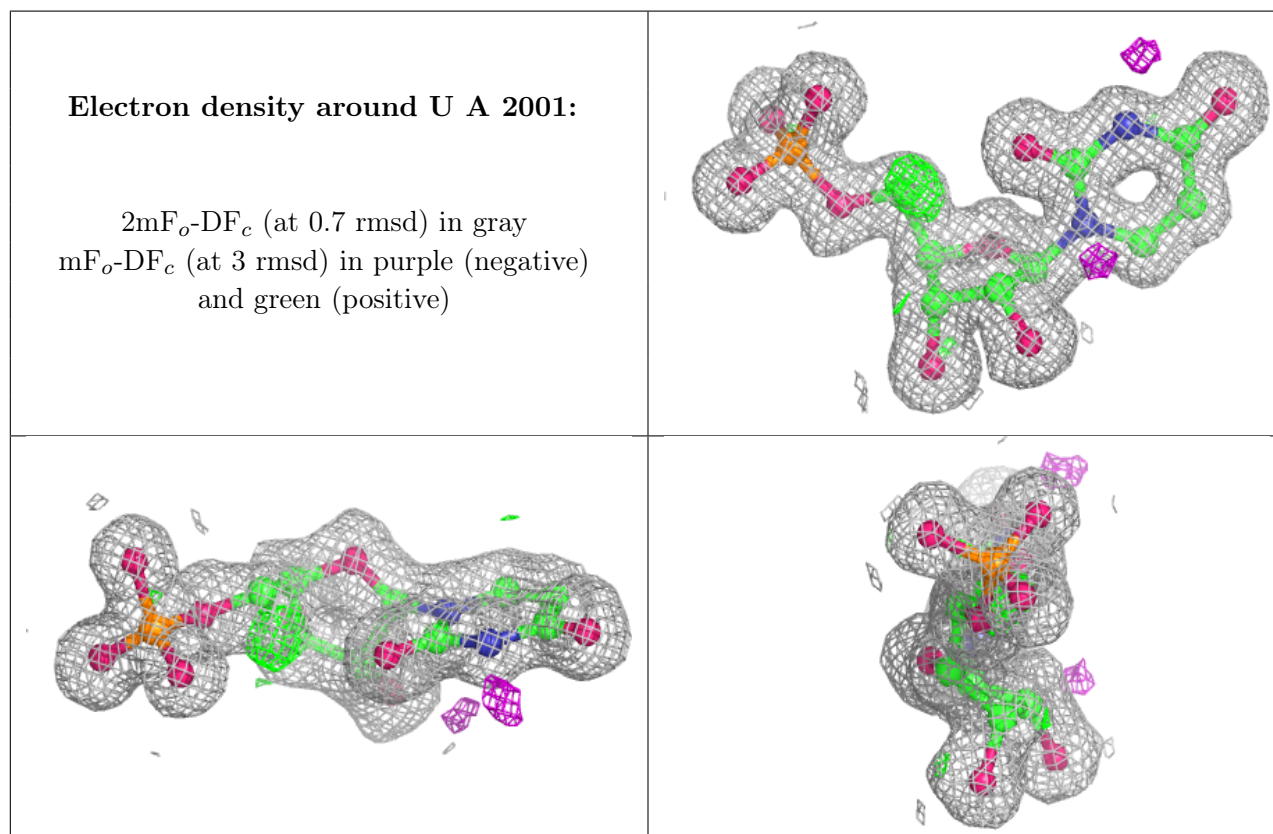 Electron density around U A 2001:
2mFo-DFc (at 0.7 rmsd) in gray
mFo-DFc (at 3 rmsd) in purple (negative)
and green (positive)